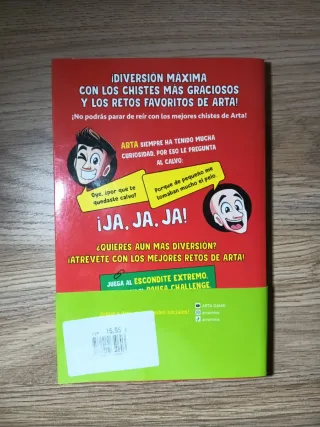 ¡DIVERSIÓN MÁXIMA
CON LOS CHISTES MÁS GRACIOSOS
Y LOS RETOS FAVORITOS DE ARTA!
¡No podrás parar de reír con los mejores chistes de Arta!
ARTA SIEMPRE HA TENIDO MUCHA
CURIOSIDAD, POR ESO LE PREGUNTA
AL CALVO:
Oye, ¿por qué te
quedaste calvo?
Porque de pequeño me
tomaban mucho el pelo.
¡JA, JA, JA!
¿QUIERES AÚN MÁS DIVERSIÓN?
¡ATRÉVETE CON LOS MEJORES RETOS DE ARTA!
JUEGA AL ESCONDITE EXTREMO,
PAUSA CHALLENGE